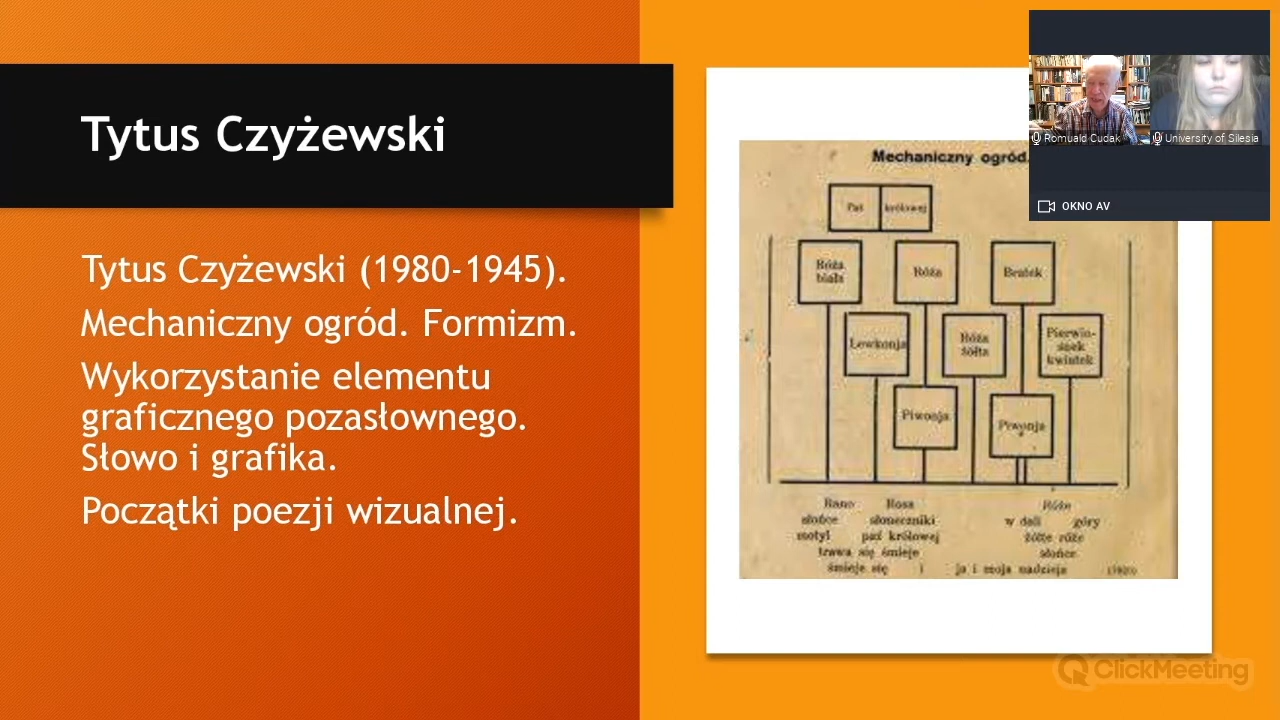 Tytus Czyżewski
Tytus Czyżewski (1980-1945).
Mechaniczny ogród. Formizm.
Wykorzystanie elementu
graficznego pozasłownego.
Słowo i grafika.
Początki poezji wizualnej.
Mechaniczny ogród.
Paź królowej
Róża
biała
Róża
Bratek
Lewkonja
Róża
żółta
Pierwio-
snek
kwiatek
Piwonja
Piwonja
Rano Rosa
słońce słoneczniki
motyl paź królowej
trawa się śmieje
śmieje się i ja i moja nadzieja
Róże
w dali góry
żółte róże
słońce
Romuald Cudak
University of Silesia
OKNO AV
ClickMeeting